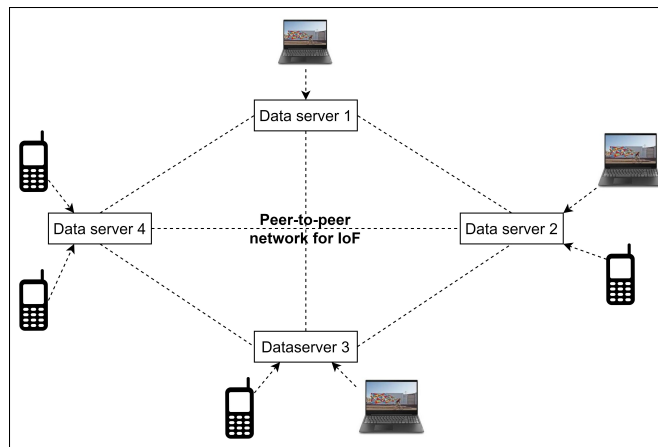 Data server 1
Data server 4
Peer-to-peer
network for IoF
Data server 2
Dataserver 3